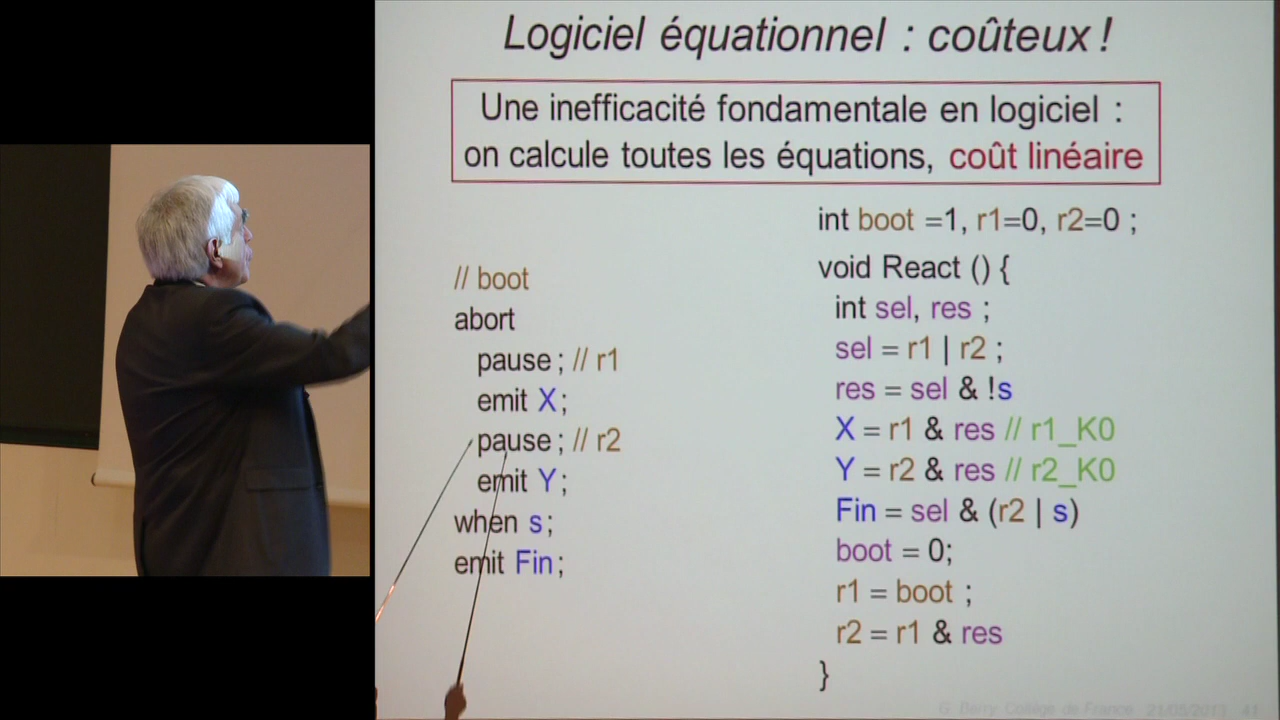 Logiciel équationnel : coûteux !
Une inefficacité fondamentale en logiciel :
on calcule toutes les équations, coût linéaire
// boot
abort
pause ; // r1
emit X ;
pause ; // r2
emit Y ;
when s ;
emit Fin ;
int boot =1, r1=0, r2=0 ;
void React () {
int sel, res ;
sel = r1 | r2 ;
res = sel & !s
X = r1 & res // r1_K0
Y = r2 & res // r2_K0
Fin = sel & (r2 | s)
boot = 0;
r1 = boot ;
r2 = r1 & res
}
G. Berry, Collège de France, 41